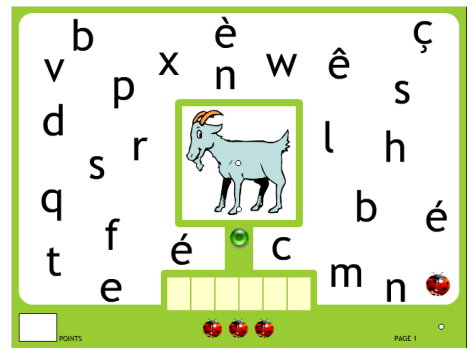 b è ç
v x n w ê
p s
d r l h
s
q b é
f é c
t e m n
POINTS PAGE 1